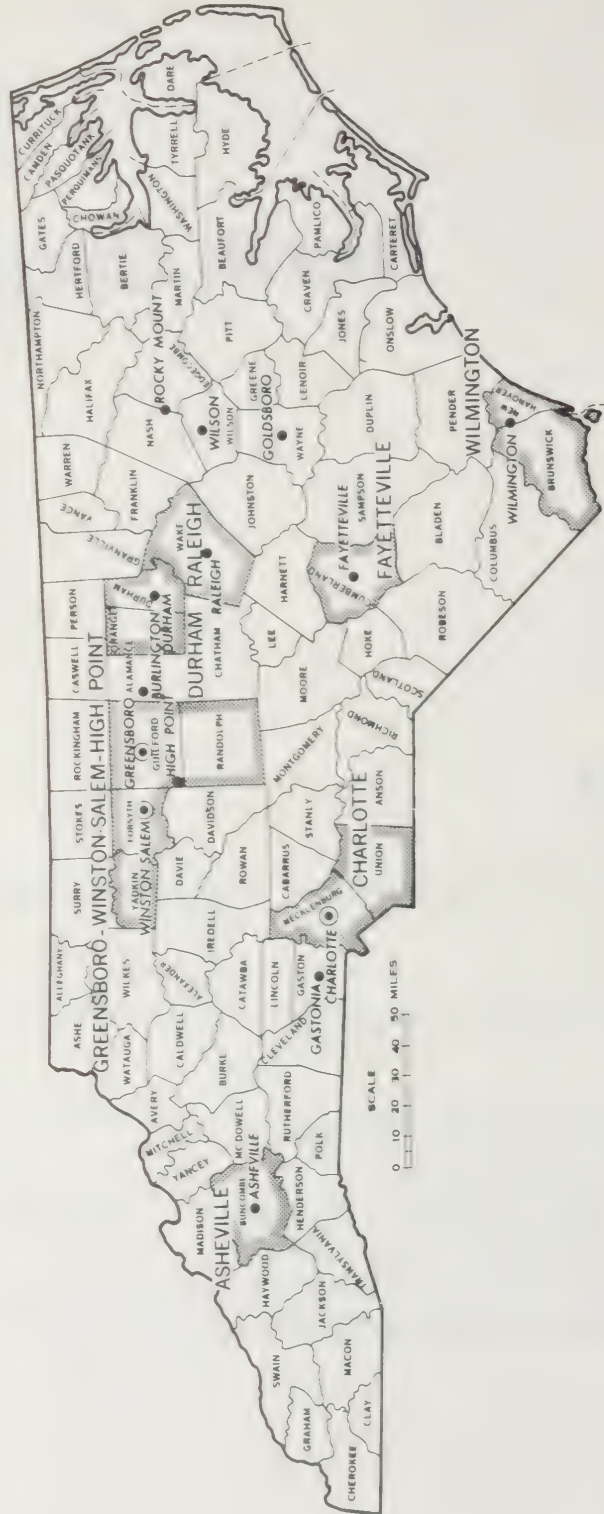 ALLEGHANY
ASHE
SURRY
STOKES
ROCKINGHAM
CASWELL
PERSON
GRANVILLE
VANCE
WARREN
NORTHAMPTON
GATES
HERTFORD
HALIFAX
CURRITUCK
CAMDEN
PASQUOTANK
PERQUIMANS
CHOWAN
GREENSBORO-WINSTON-SALEM-HIGH POINT
WATAUGA
WILKES
YADKIN
FORSYTH
WINSTON SALEM
GREENSBORO
GUILFORD
HIGH POINT
ALAMANCE
BURLINGTON
ORANGE
DURHAM
DURHAM
FRANKLIN
NASH
ROCKY MOUNT
EDGECOMBE
BERTIE
MARTIN
WASHINGTON
TYRRELL
DARE
MITCHELL
AVERY
YANCEY
CALDWELL
ALEXANDER
IREDELL
DAVIE
DAVIDSON
RANDOLPH
CHATHAM
DURHAM
RALEIGH
WAKE
RALEIGH
WILSON
WILSON
PITT
BEAUFORT
HYDE
MADISON
BUNCOMBE
ASHEVILLE
ASHEVILLE
MCDOWELL
BURKE
CATAWBA
ROWAN
JOHNSTON
GREENE
GOLDSBORO
WAYNE
LENOIR
CRAVEN
PAMLICO
SWAIN
HAYWOOD
HENDERSON
RUTHERFORD
POLK
CLEVELAND
LINCOLN
GASTON
GASTONIA
CABARRUS
STANLY
MONTGOMERY
MOORE
LEE
HARNETT
JONES
CARTERET
GRAHAM
JACKSON
TRANSYLVANIA
MECKLENBURG
CHARLOTTE
CHARLOTTE
UNION
ANSON
RICHMOND
SCOTLAND
HOKE
CUMBERLAND
FAYETTEVILLE
FAYETTEVILLE
SAMPSON
DUPLIN
ONSLOW
CHEROKEE
CLAY
MACON
ROBESON
BLADEN
PENDER
COLUMBUS
WILMINGTON
WILMINGTON
NEW
HANOVER
BRUNSWICK
SCALE
0 10 20 30 40 50 MILES